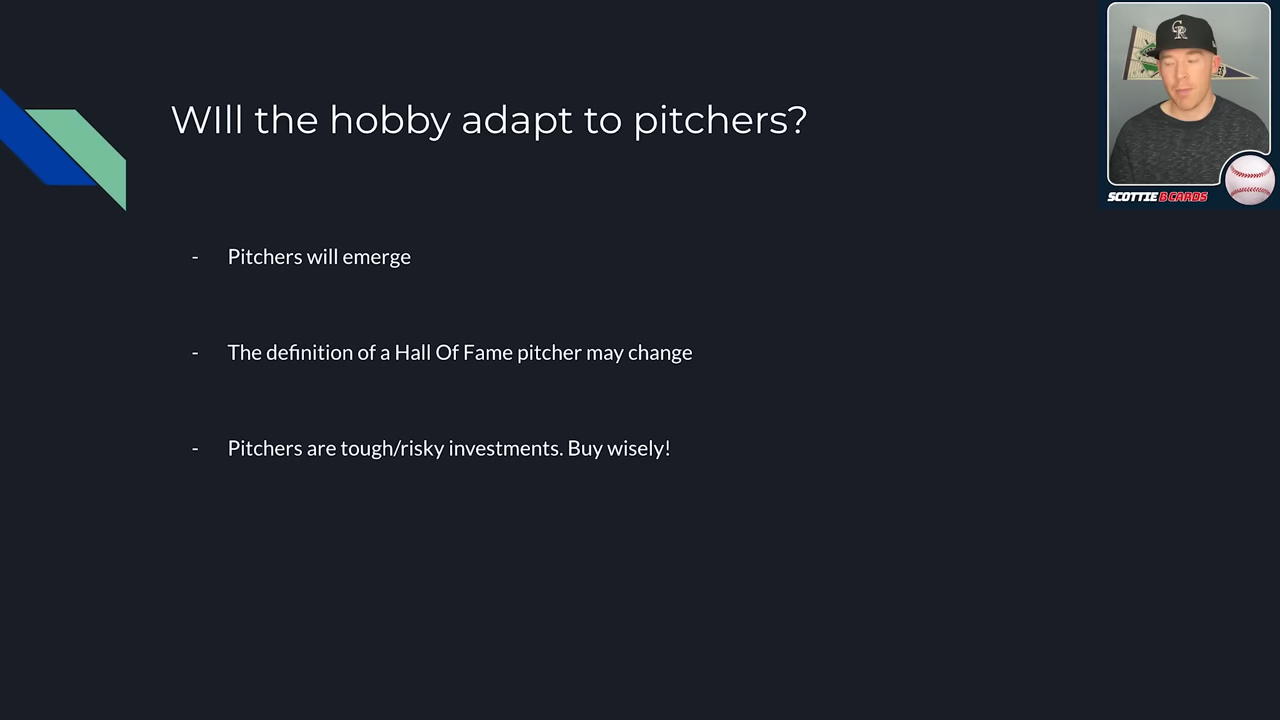 WIll the hobby adapt to pitchers?
- Pitchers will emerge
- The definition of a Hall Of Fame pitcher may change
- Pitchers are tough/risky investments. Buy wisely!
CR
SCOTTIE B CARDS